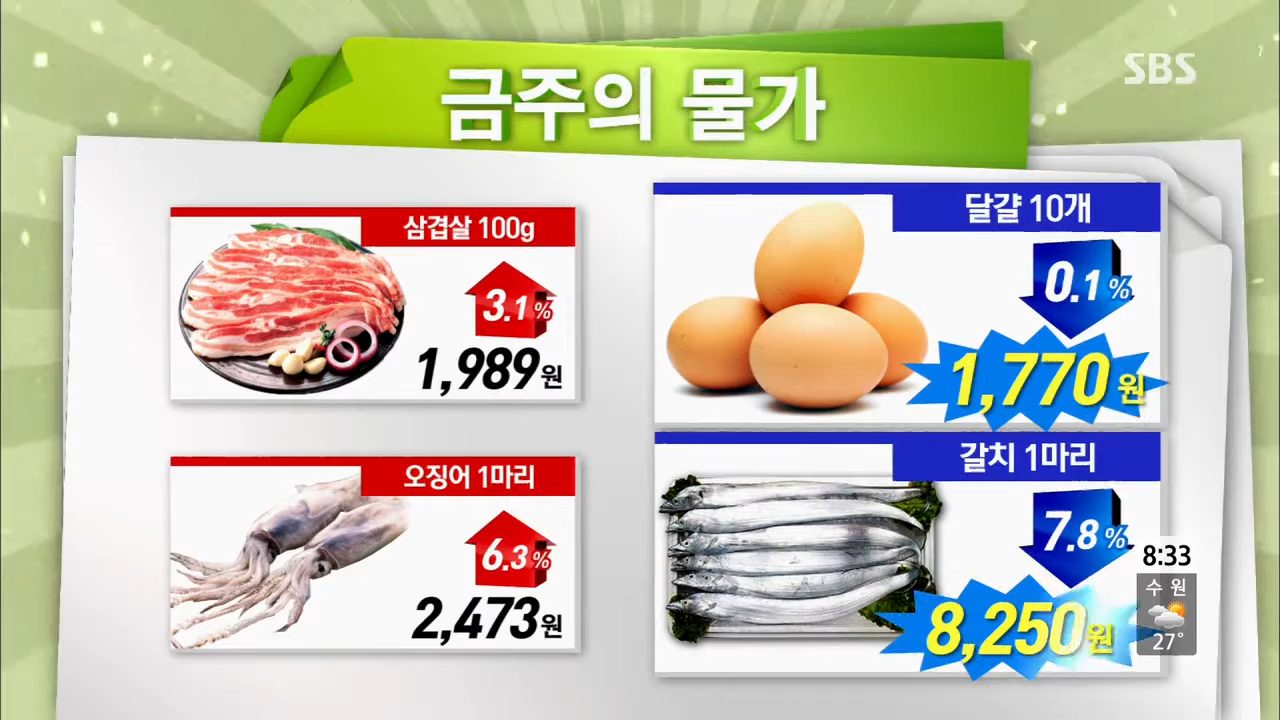 금주의 물가
SBS
삼겹살 100g
3.1%
1,989원
달걀 10개
0.1%
1,770원
오징어 1마리
6.3%
2,473원
갈치 1마리
7.8%
8,250원
8:33
수원
27°